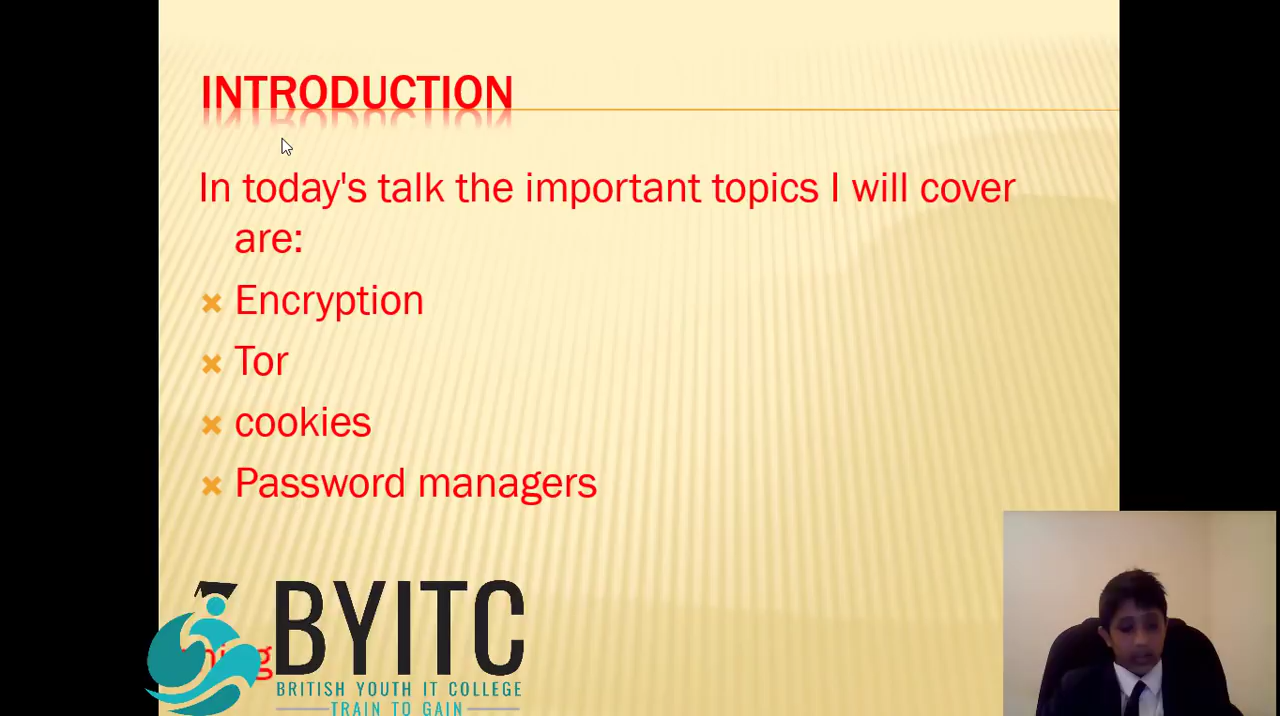 INTRODUCTION
In today's talk the important topics I will cover
are:
Encryption
Tor
cookies
Password managers
BYITC
BRITISH YOUTH IT COLLEGE
TRAIN TO GAIN